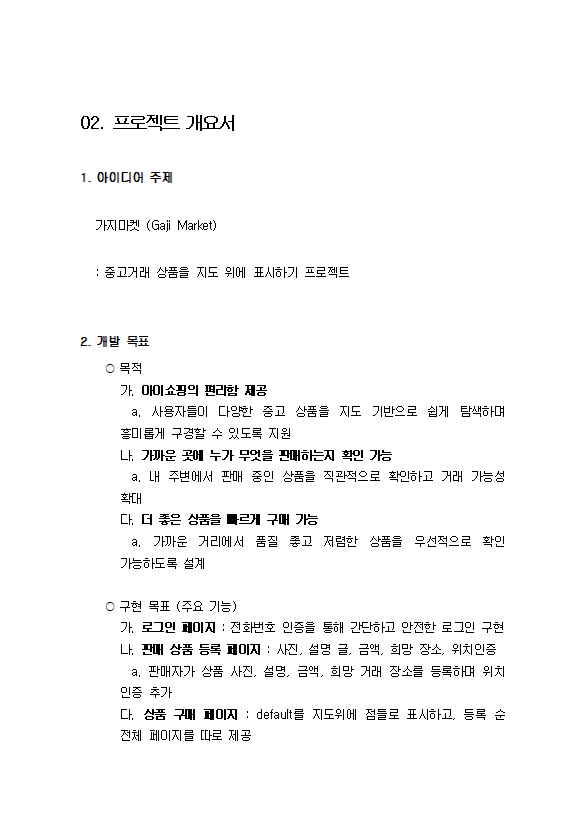 02. 프로젝트 개요서
1. 아이디어 주제
가지마켓 (Gaji Market)
: 중고거래 상품을 지도 위에 표시하기 프로젝트
2. 개발 목표
○ 목적
가. 아이쇼핑의 편리함 제공
a. 사용자들이 다양한 중고 상품을 지도 기반으로 쉽게 탐색하며
흥미롭게 구경할 수 있도록 지원
나. 가까운 곳에 누가 무엇을 판매하는지 확인 가능
a. 내 주변에서 판매 중인 상품을 직관적으로 확인하고 거래 가능성
확대
다. 더 좋은 상품을 빠르게 구매 가능
a. 가까운 거리에서 품질 좋고 저렴한 상품을 우선적으로 확인
가능하도록 설계
○ 구현 목표 (주요 기능)
가. 로그인 페이지 : 전화번호 인증을 통해 간단하고 안전한 로그인 구현
나. 판매 상품 등록 페이지 : 사진, 설명 글, 금액, 희망 장소, 위치인증
a. 판매자가 상품 사진, 설명, 금액, 희망 거래 장소를 등록하며 위치
인증 추가
다. 상품 구매 페이지 : default를 지도위에 점들로 표시하고, 등록 순
전체 페이지를 따로 제공